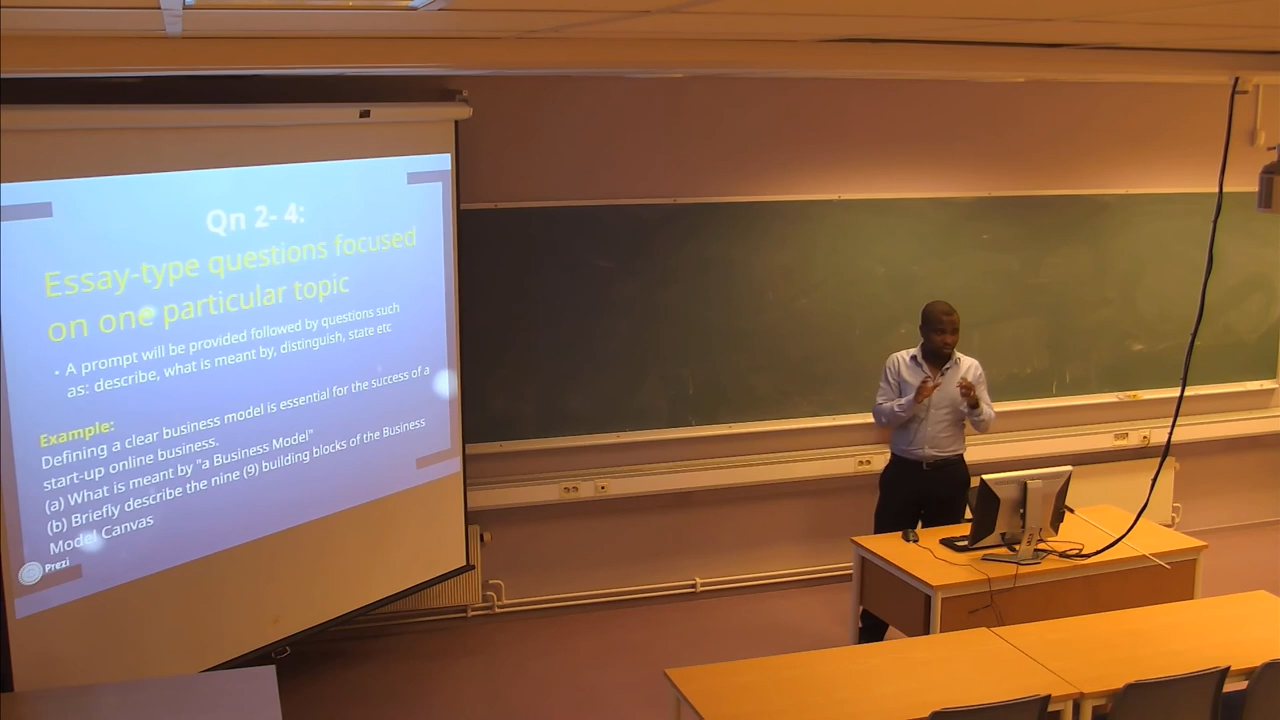 Qn 2- 4:
Essay-type questions focused
on one particular topic
- A prompt will be provided followed by questions such
as: describe, what is meant by, distinguish, state etc
Example:
Defining a clear business model is essential for the success of a
start-up online business.
(a) What is meant by "a Business Model"
(b) Briefly describe the nine (9) building blocks of the Business
Model Canvas
Prezi